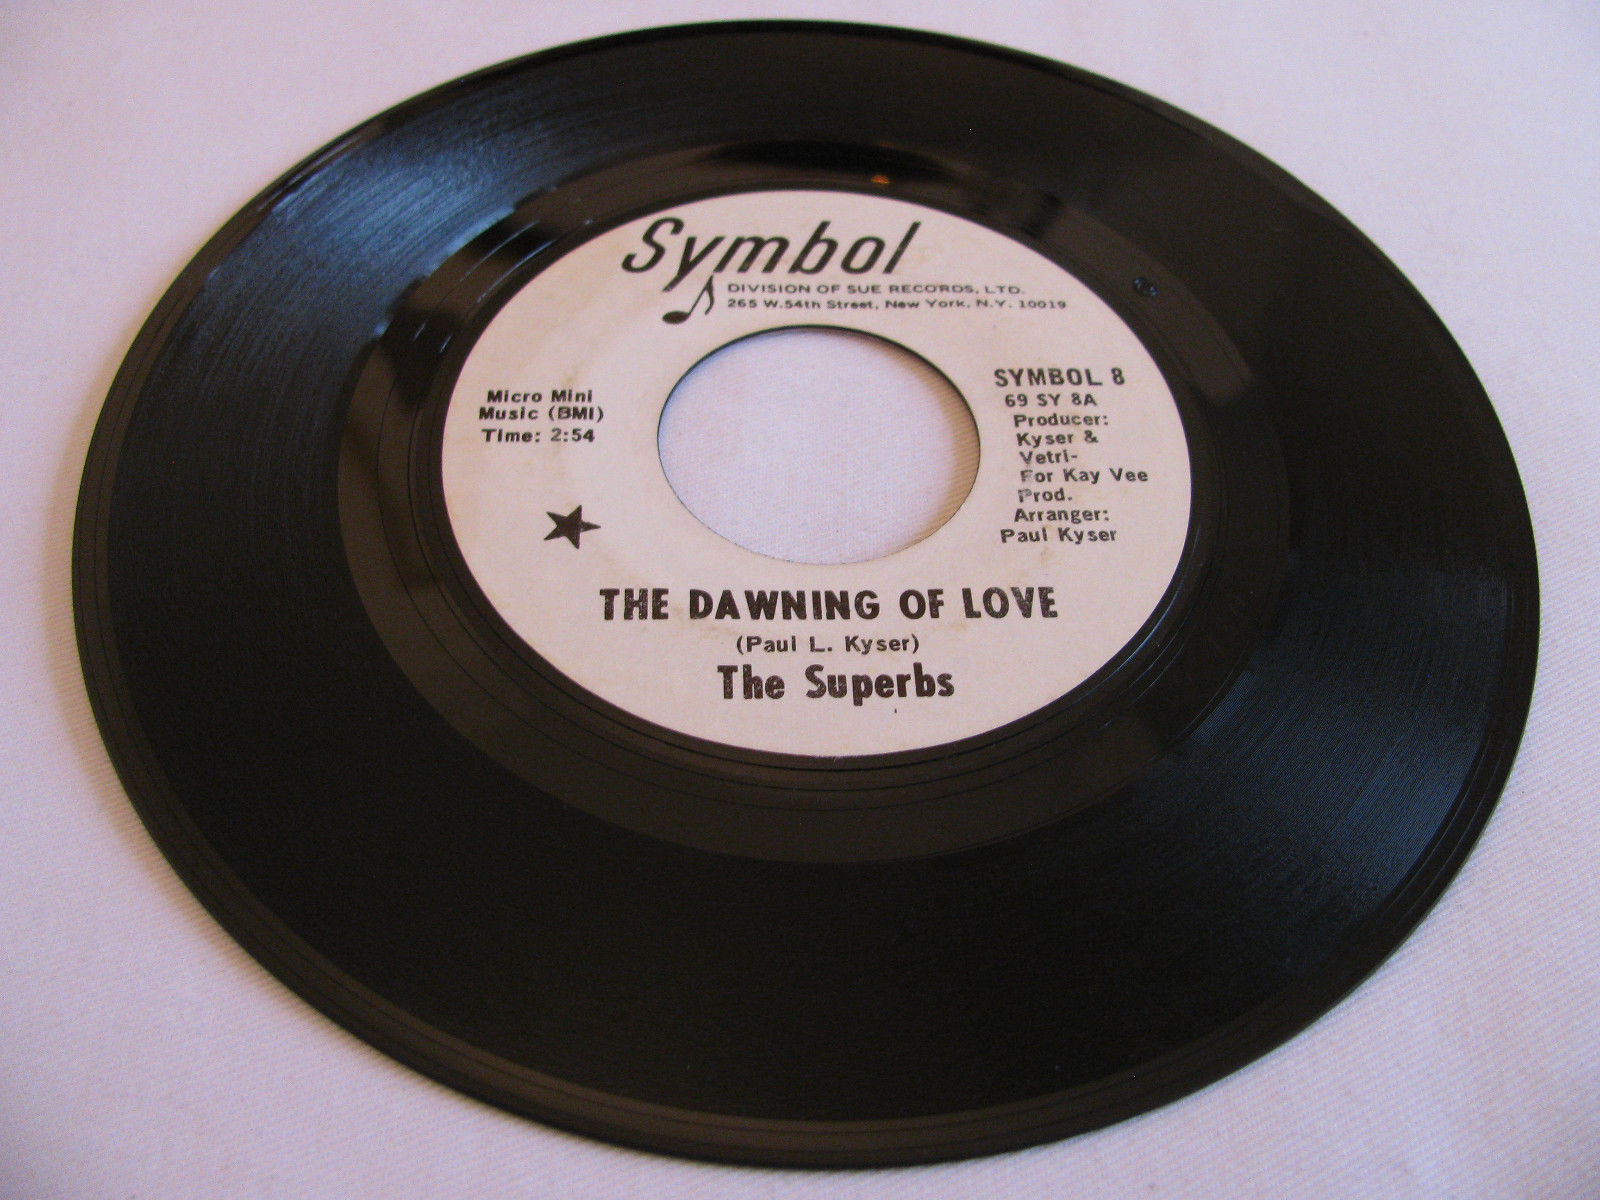 Symbol
DIVISION OF SUE RECORDS, LTD.
265 W. 54th Street, New York, N.Y. 10019
Micro Mini
Music (BMI)
Time: 2:54
SYMBOL 8
69 SY 8A
Producer:
Kyser &
Vetri-
For Kay Vee
Prod.
Arranger:
Paul Kyser
THE DAWNING OF LOVE
(Paul L. Kyser)
The Superbs